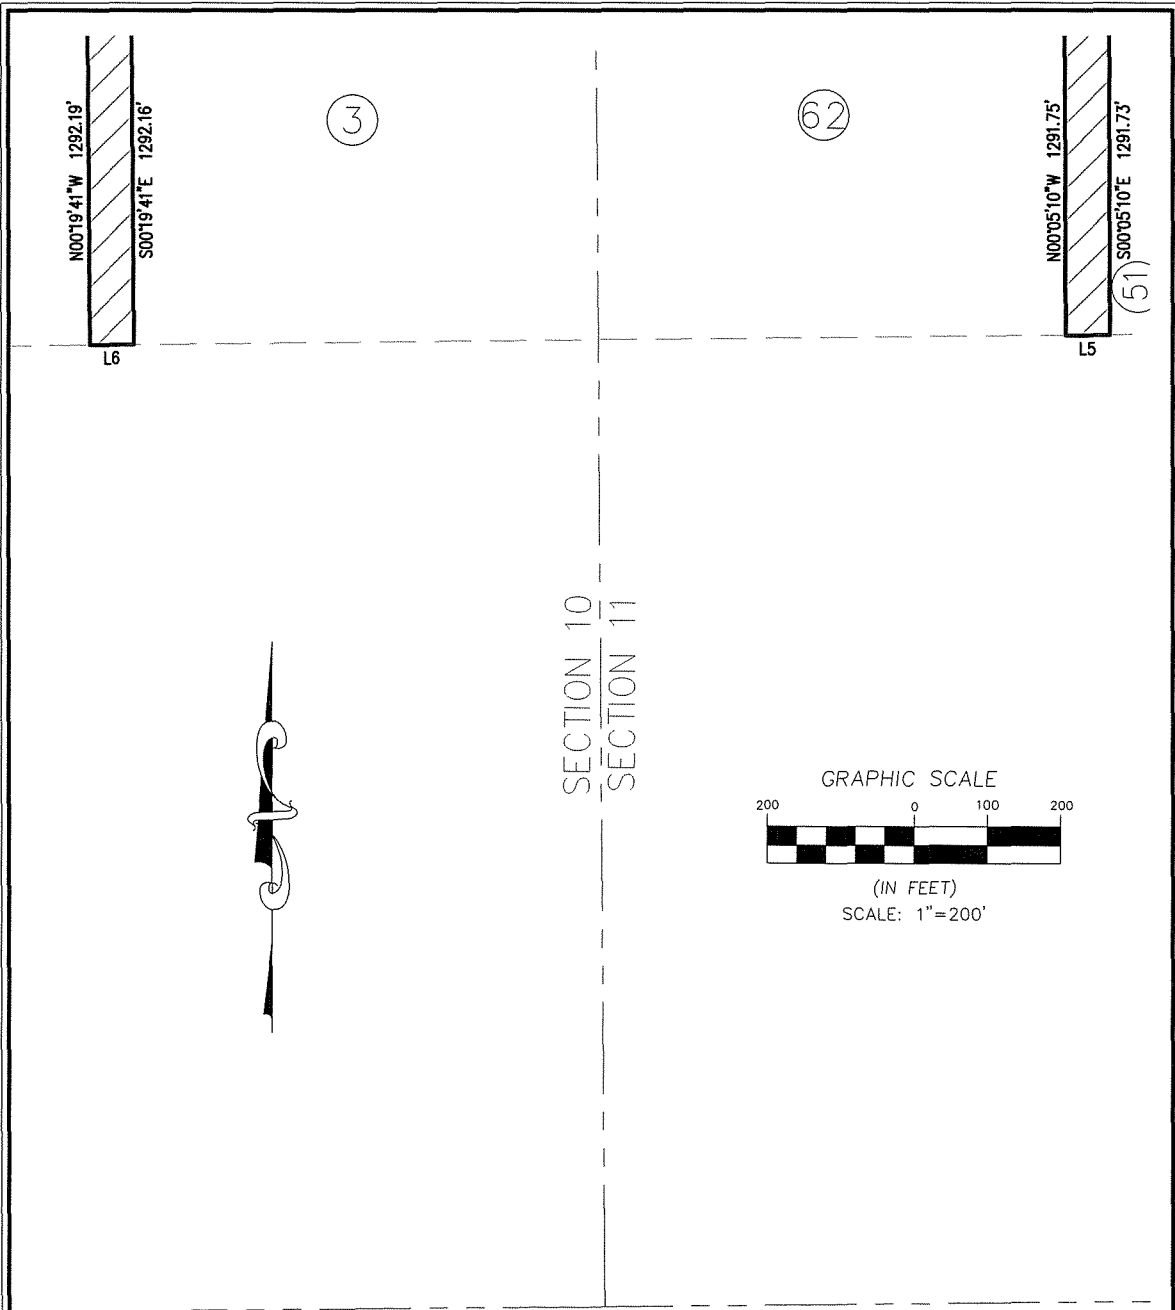 N00°19'41"W 1292.19'
S00°19'41"E 1292.16'
3
62
N00°05'10"W 1291.75'
S00°05'10"E 1291.73'
51
L6
L5
SECTION 10
SECTION 11
GRAPHIC SCALE
200 0 100 200
(IN FEET)
SCALE: 1"=200'